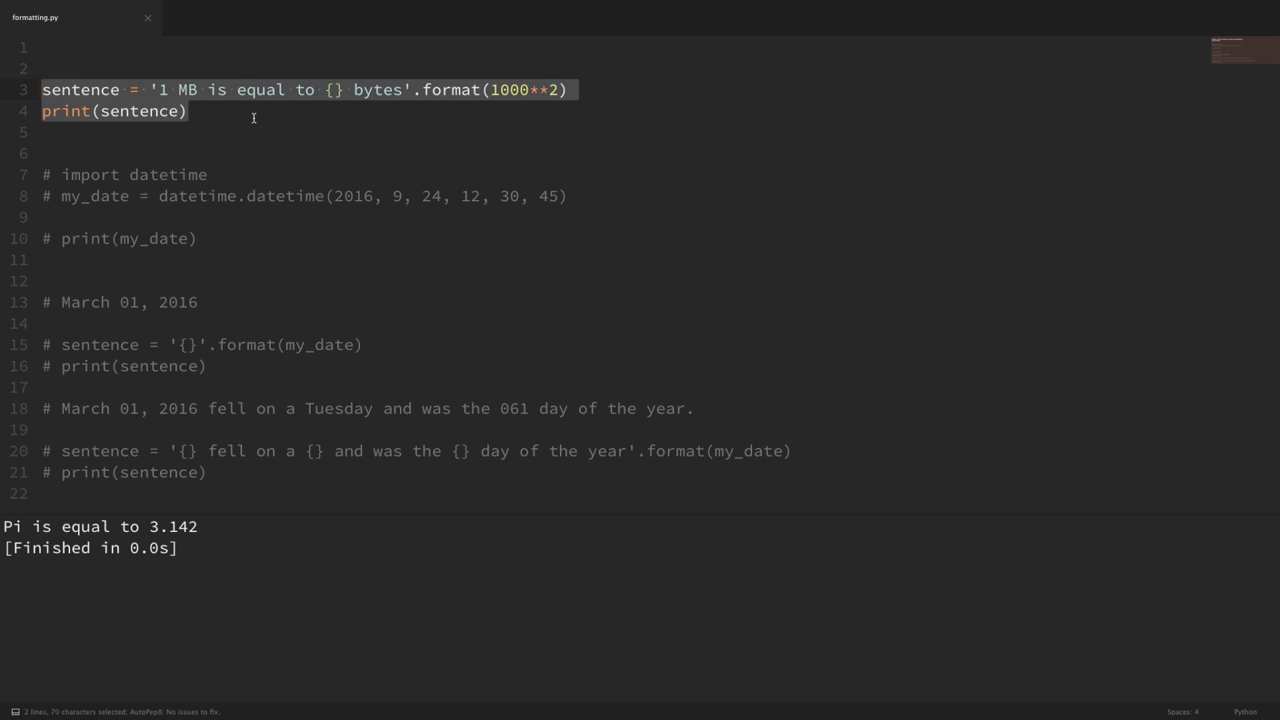 formatting.py
1
2
3 sentence = '1 MB is equal to {} bytes'.format(1000**2)
4 print(sentence)
5
6
7 # import datetime
8 # my_date = datetime.datetime(2016, 9, 24, 12, 30, 45)
9
10 # print(my_date)
11
12
13 # March 01, 2016
14
15 # sentence = '{}'.format(my_date)
16 # print(sentence)
17
18 # March 01, 2016 fell on a Tuesday and was the 061 day of the year.
19
20 # sentence = '{} fell on a {} and was the {} day of the year'.format(my_date)
21 # print(sentence)
22
Pi is equal to 3.142
[Finished in 0.0s]
2 lines, 70 characters selected; AutoPep8: No issues to fix.
Spaces: 4
Python